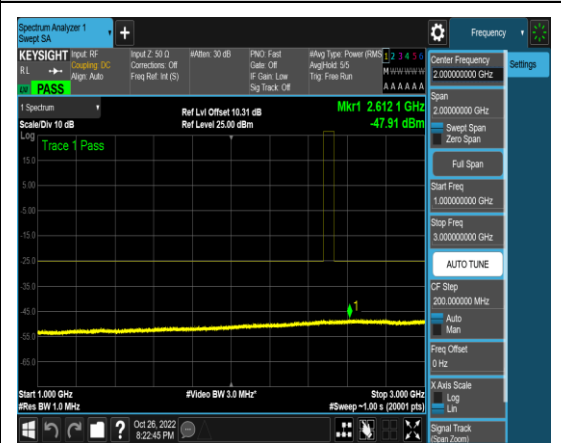 Spectrum Analyzer 1
Swept SA
+
Frequency
KEYSIGHT
RL
Align: Auto
Input: RF
Coupling: DC
Input Z: 50 Ω
Corrections: Off
Freq Ref: Int (S)
#Atten: 30 dB
PNO: Fast
Gate: Off
IF Gain: Low
Sig Track: Off
#Avg Type: Power (RMS
Avg|Hold: 5/5
Trig: Free Run
1 2 3 4 5 6
M W W W W W
A A A A A A
PASS
1 Spectrum
Scale/Div 10 dB
Ref Lvl Offset 10.31 dB
Ref Level 25.00 dBm
Mkr1 2.612 1 GHz
-47.91 dBm
Log
Trace 1 Pass
15.0
5.00
-5.00
-15.0
-25.0
-35.0
-45.0
-55.0
-65.0
1
Start 1.000 GHz
#Res BW 1.0 MHz
#Video BW 3.0 MHz*
Stop 3.000 GHz
#Sweep ~1.00 s (20001 pts)
Oct 26, 2022
8:22:45 PM
?
Center Frequency
2.000000000 GHz
Settings
Span
2.00000000 GHz
Swept Span
Zero Span
Full Span
Start Freq
1.000000000 GHz
Stop Freq
3.000000000 GHz
AUTO TUNE
CF Step
200.000000 MHz
Auto
Man
Freq Offset
0 Hz
X Axis Scale
Log
Lin
Signal Track
(Span Zoom)